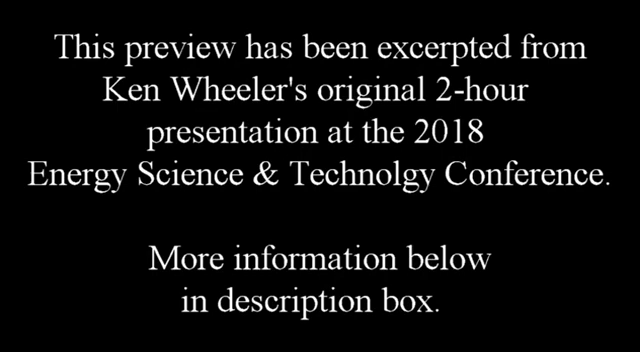 This preview has been excerpted from
Ken Wheeler's original 2-hour
presentation at the 2018
Energy Science & Technolgy Conference.
More information below
in description box.